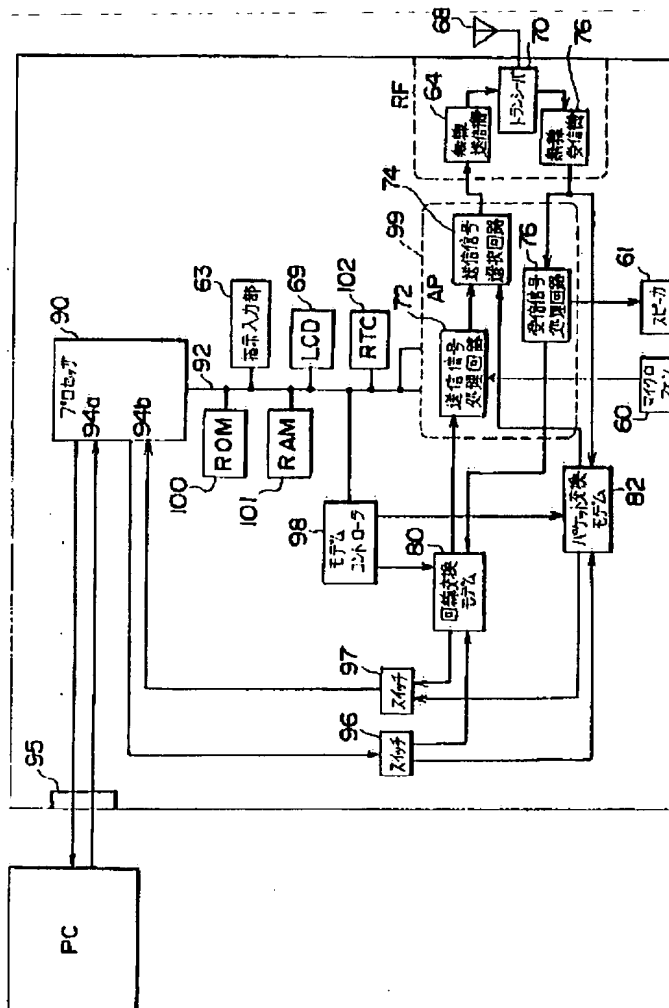 PC
95
90
プロセッサ
94a
94b
92
63
指示入力部
69
LCD
102
RTC
ROM
100
RAM
101
98
モデム
コントローラ
97
スイッチ
96
スイッチ
80
回線交換
モデム
82
パケット交換
モデム
99
AP
72
送信信号
処理回路
74
送信信号
選択回路
76
受信信号
処理回路
61
スピーカ
60
マイクロ
フォン
RF
64
無線
送信機
68
70
トランシーバ
76
無線
受信機